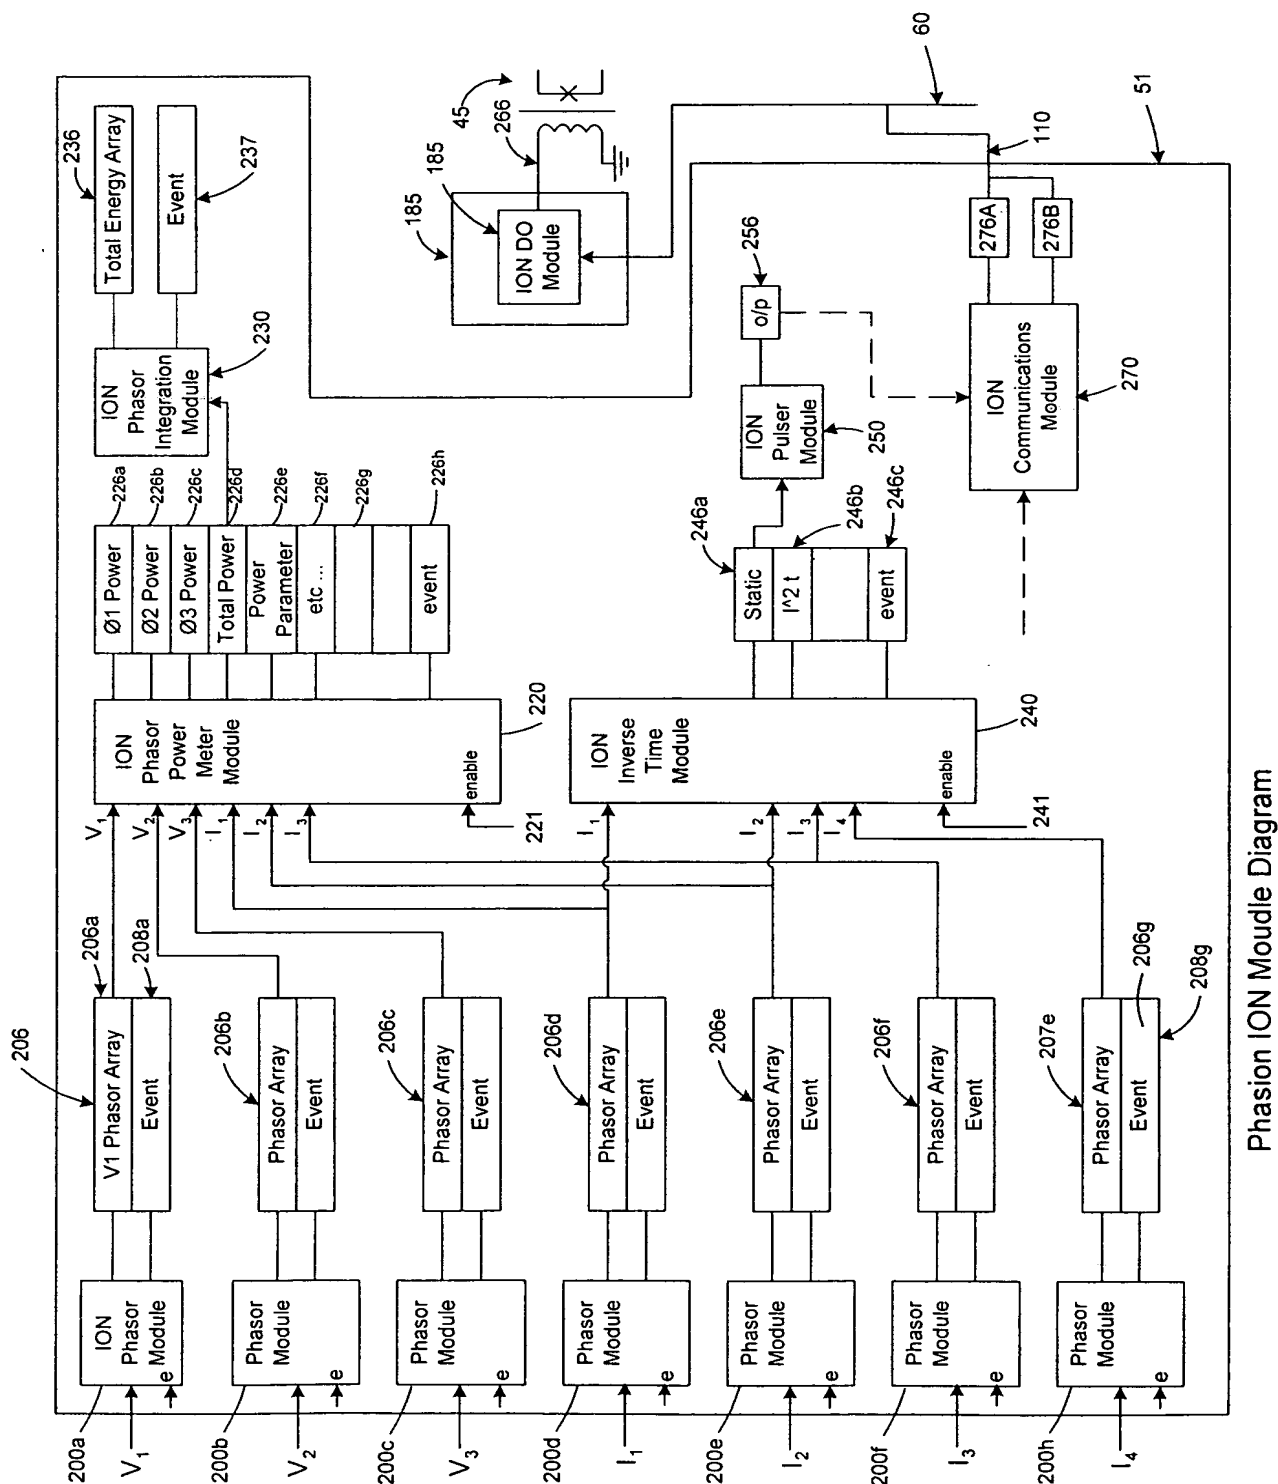 200a
V1
ION
Phasor
Module
e
206
V1 Phasor Array
Event
206a
208a
200b
V2
Phasor
Module
e
206b
Phasor Array
Event
200c
V3
Phasor
Module
e
206c
Phasor Array
Event
200d
I1
Phasor
Module
e
206d
Phasor Array
Event
200e
I2
Phasor
Module
e
206e
Phasor Array
Event
200f
I3
Phasor
Module
e
206f
Phasor Array
Event
200h
I4
Phasor
Module
e
207e
Phasor Array
Event
206g
208g
V1
V2
V3
I1
I2
I3
ION
Phasor
Power
Meter
Module
enable
220
221
Ø1 Power
Ø2 Power
Ø3 Power
Total Power
Power
Parameter
etc ...
event
226a
226b
226c
226d
226e
226f
226g
226h
ION
Phasor
Integration
Module
230
Total Energy Array
236
Event
237
I1
I2
I3
I4
ION
Inverse
Time
Module
enable
240
241
Static
I^2 t
event
246a
246b
246c
ION
Pulser
Module
250
o/p
256
ION
Communications
Module
270
276A
276B
110
51
60
185
185
ION DO
Module
266
45
Phasion ION Moudle Diagram